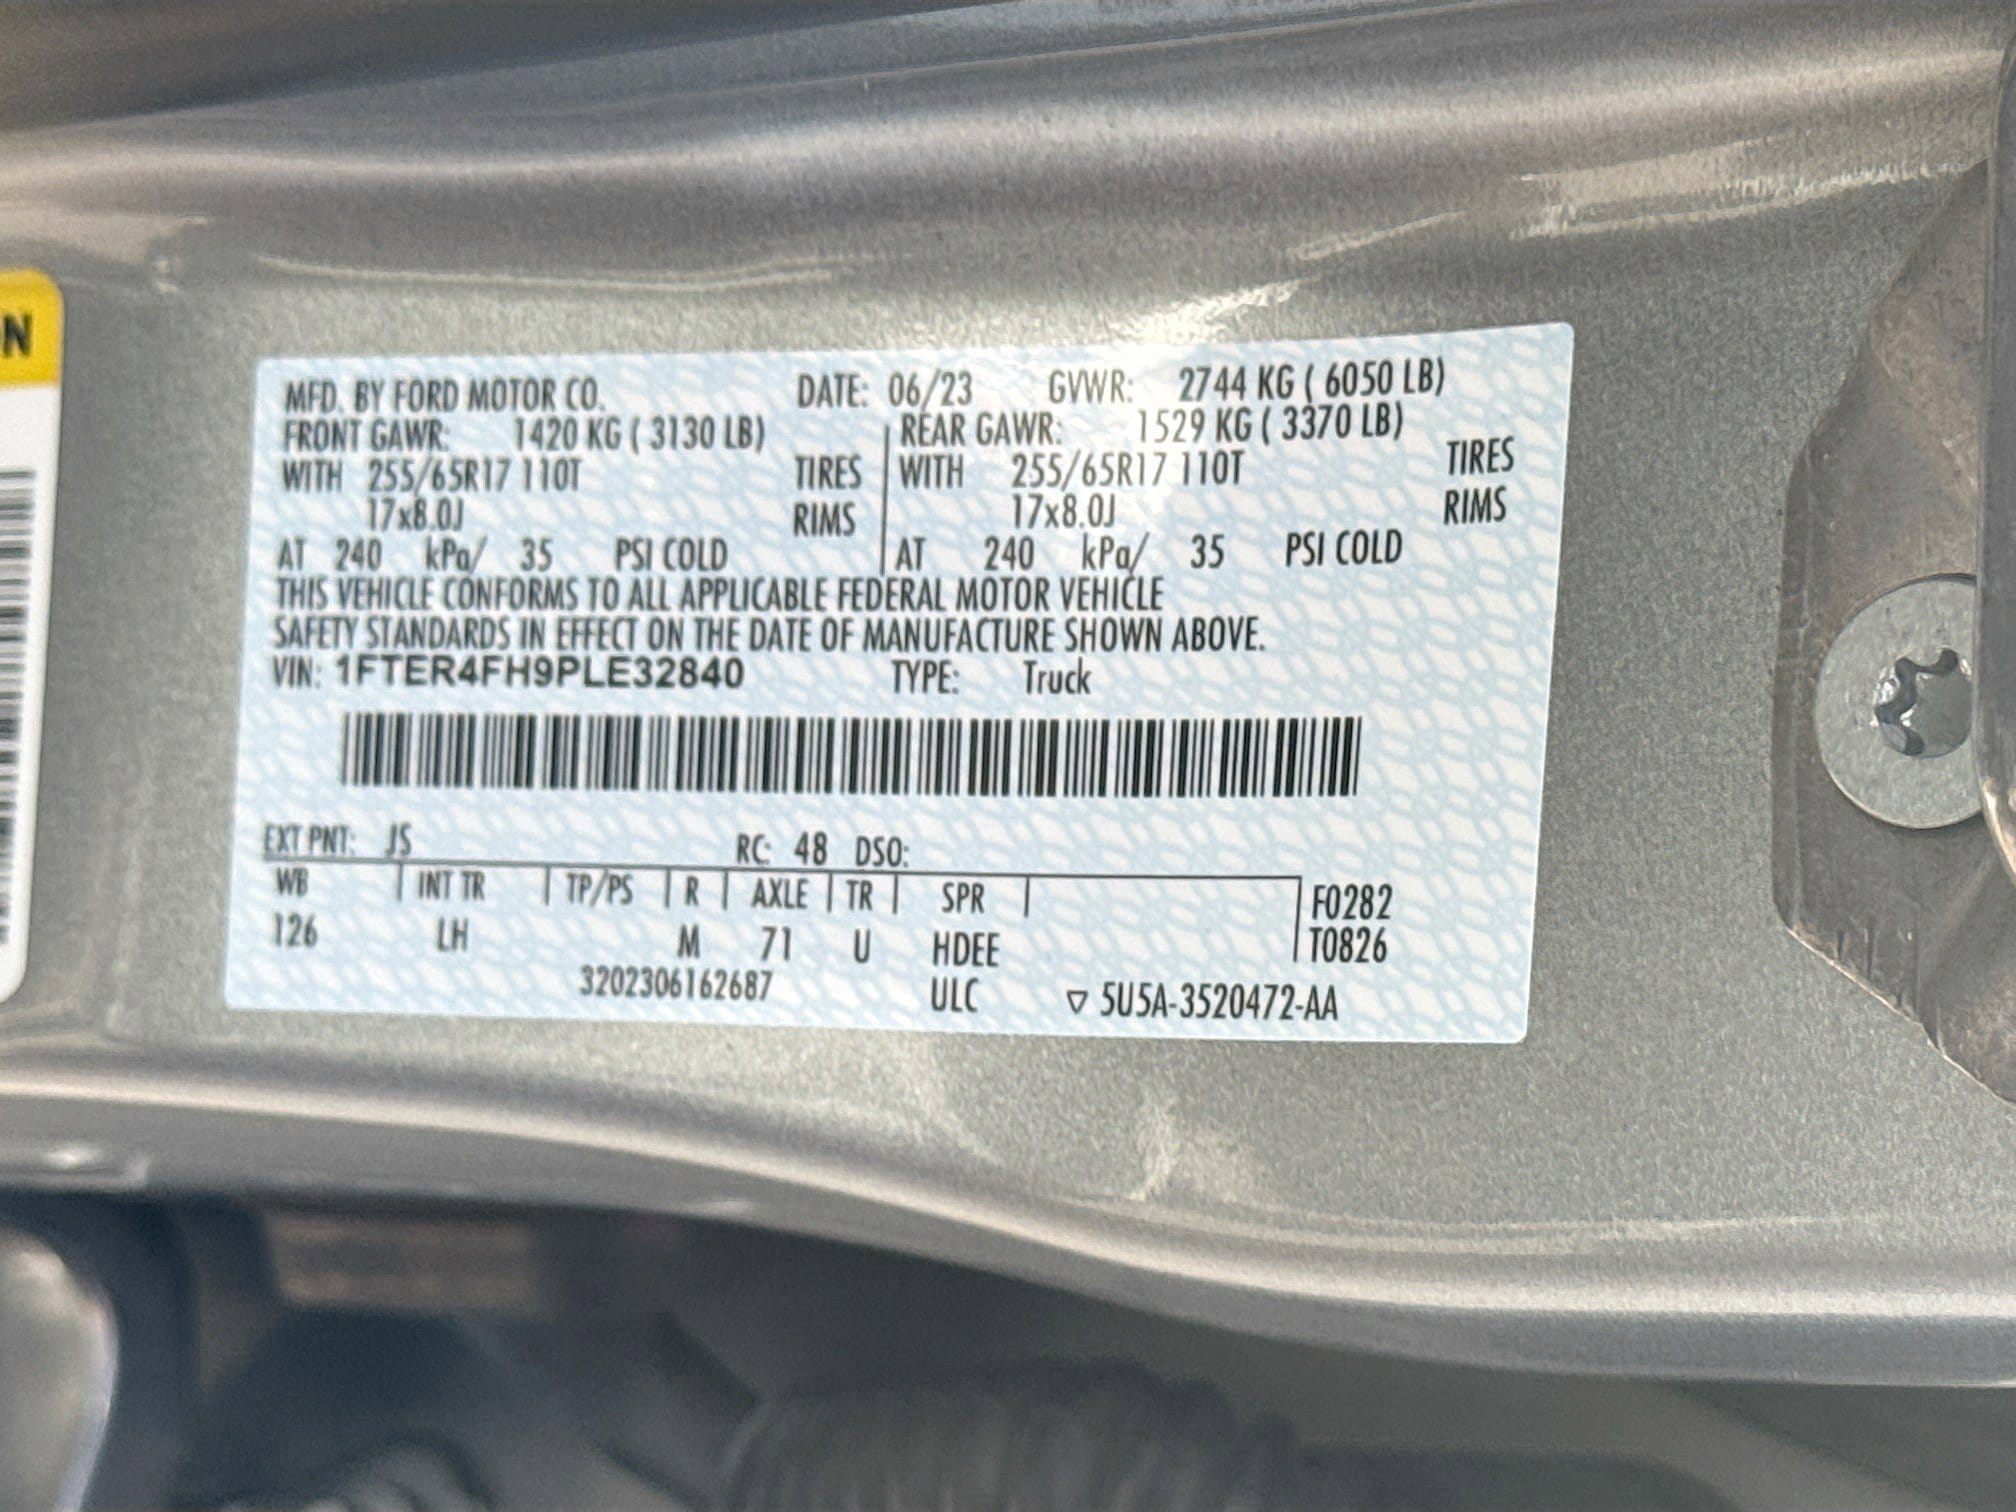 N
MFD. BY FORD MOTOR CO. DATE: 06/23 GVWR: 2744 KG ( 6050 LB)
FRONT GAWR: 1420 KG ( 3130 LB) REAR GAWR: 1529 KG ( 3370 LB)
WITH 255/65R17 110T TIRES WITH 255/65R17 110T TIRES
17x8.0J RIMS 17x8.0J RIMS
AT 240 kPa/ 35 PSI COLD AT 240 kPa/ 35 PSI COLD
THIS VEHICLE CONFORMS TO ALL APPLICABLE FEDERAL MOTOR VEHICLE
SAFETY STANDARDS IN EFFECT ON THE DATE OF MANUFACTURE SHOWN ABOVE.
VIN: 1FTER4FH9PLE32840 TYPE: Truck
EXT PNT: JS RC: 48 DSO:
WB INT TR TP/PS R AXLE TR SPR F0282
126 LH M 71 U HDEE T0826
3202306162687 ULC ▽ 5U5A-3520472-AA